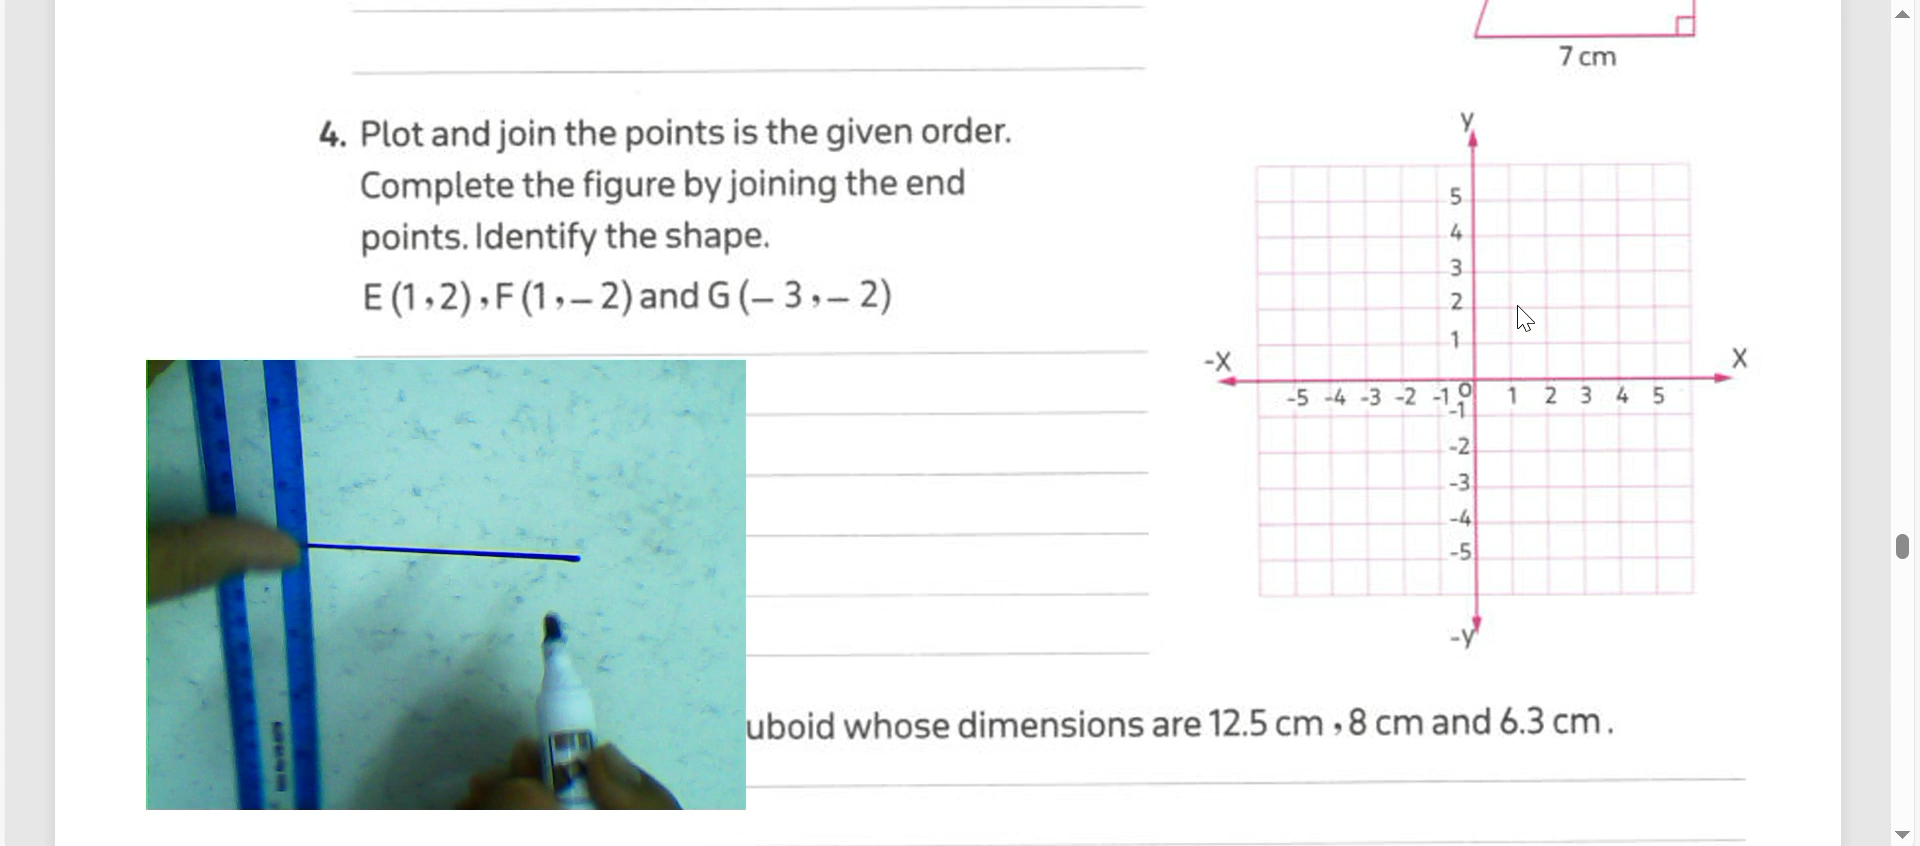 7 cm
4. Plot and join the points is the given order.
Complete the figure by joining the end
points. Identify the shape.
E (1,2), F (1,– 2) and G (– 3,– 2)
y
5
4
3
2
1
-X
X
-5 -4 -3 -2 -1 O 1 2 3 4 5
-1
-2
-3
-4
-5
-y
uboid whose dimensions are 12.5 cm , 8 cm and 6.3 cm .